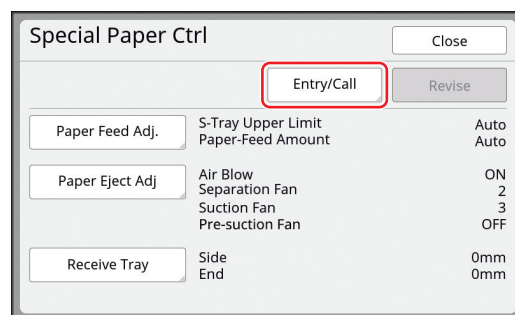 Special Paper Ctrl
Close
Entry/Call
Revise
Paper Feed Adj.
S-Tray Upper Limit Auto
Paper-Feed Amount Auto
Paper Eject Adj
Air Blow ON
Separation Fan 2
Suction Fan 3
Pre-suction Fan OFF
Receive Tray
Side 0mm
End 0mm